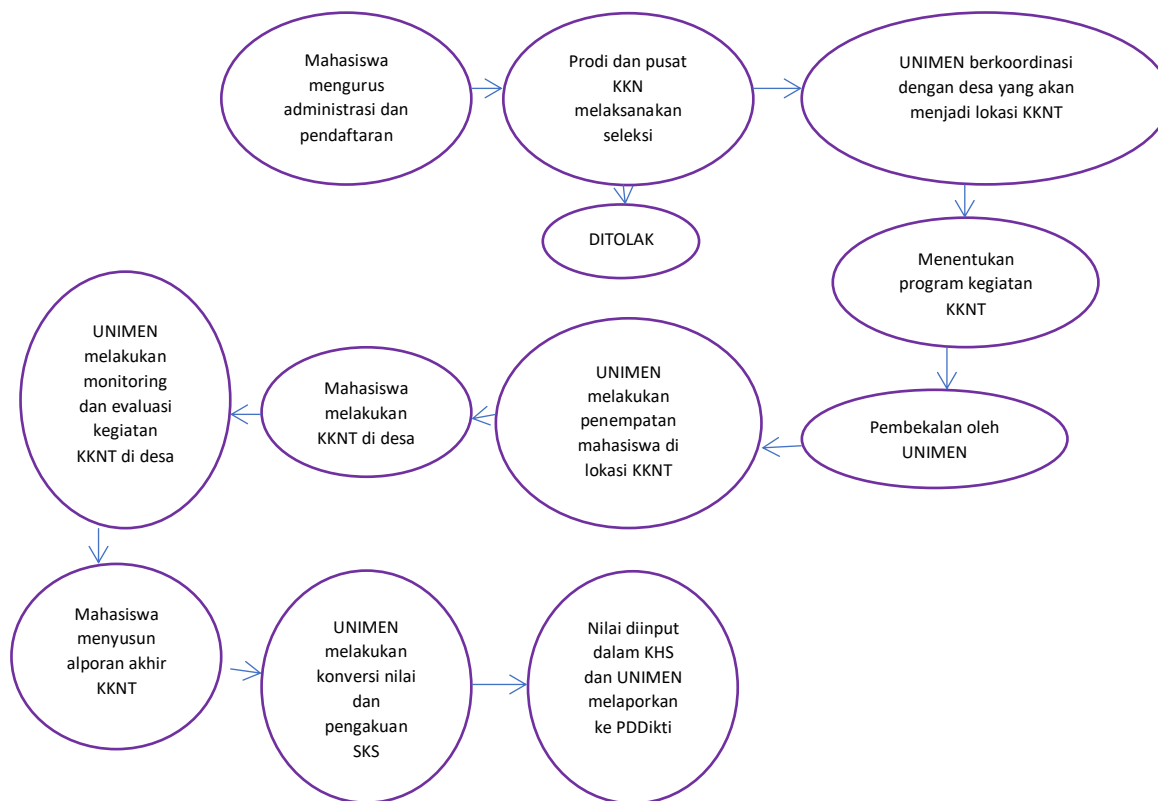 Mahasiswa
mengurus
administrasi dan
pendaftaran
Prodi dan pusat
KKN
melaksanakan
seleksi
UNIMEN berkoordinasi
dengan desa yang akan
menjadi lokasi KKNT
DITOLAK
Menentukan
program kegiatan
KKNT
Pembekalan oleh
UNIMEN
UNIMEN
melakukan
penempatan
mahasiswa di
lokasi KKNT
Mahasiswa
melakukan
KKNT di desa
UNIMEN
melakukan
monitoring
dan evaluasi
kegiatan
KKNT di desa
Mahasiswa
menyusun
alporan akhir
KKNT
UNIMEN
melakukan
konversi nilai
dan
pengakuan
SKS
Nilai diinput
dalam KHS
dan UNIMEN
melaporkan
ke PDDikti